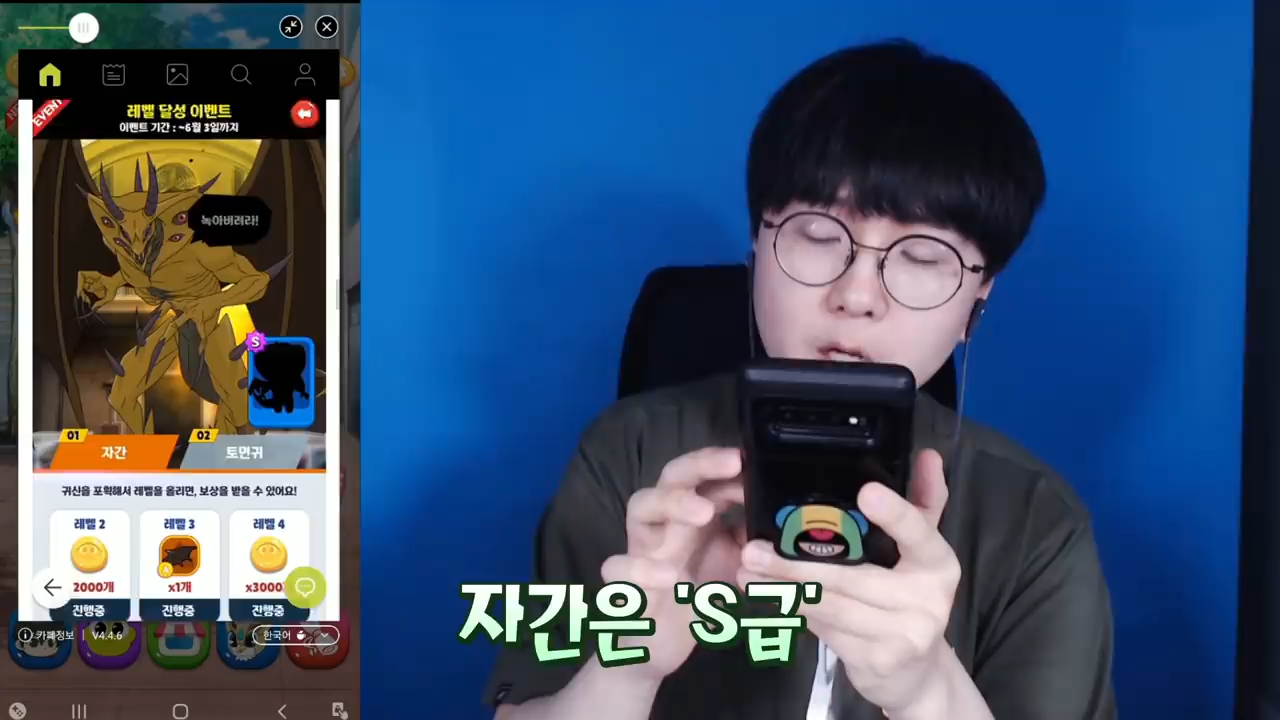 EVENT
레벨 달성 이벤트
이벤트 기간 : ~6월 3일까지
녹아버려라!
S
01
자간
02
토면귀
귀신을 포획해서 레벨을 올리면, 보상을 받을 수 있어요!
레벨 2
레벨 3
레벨 4
A
2000개
x1개
x3000
진행중
진행중
진행중
카페정보 | V4.4.6
한국어
자간은 'S급'